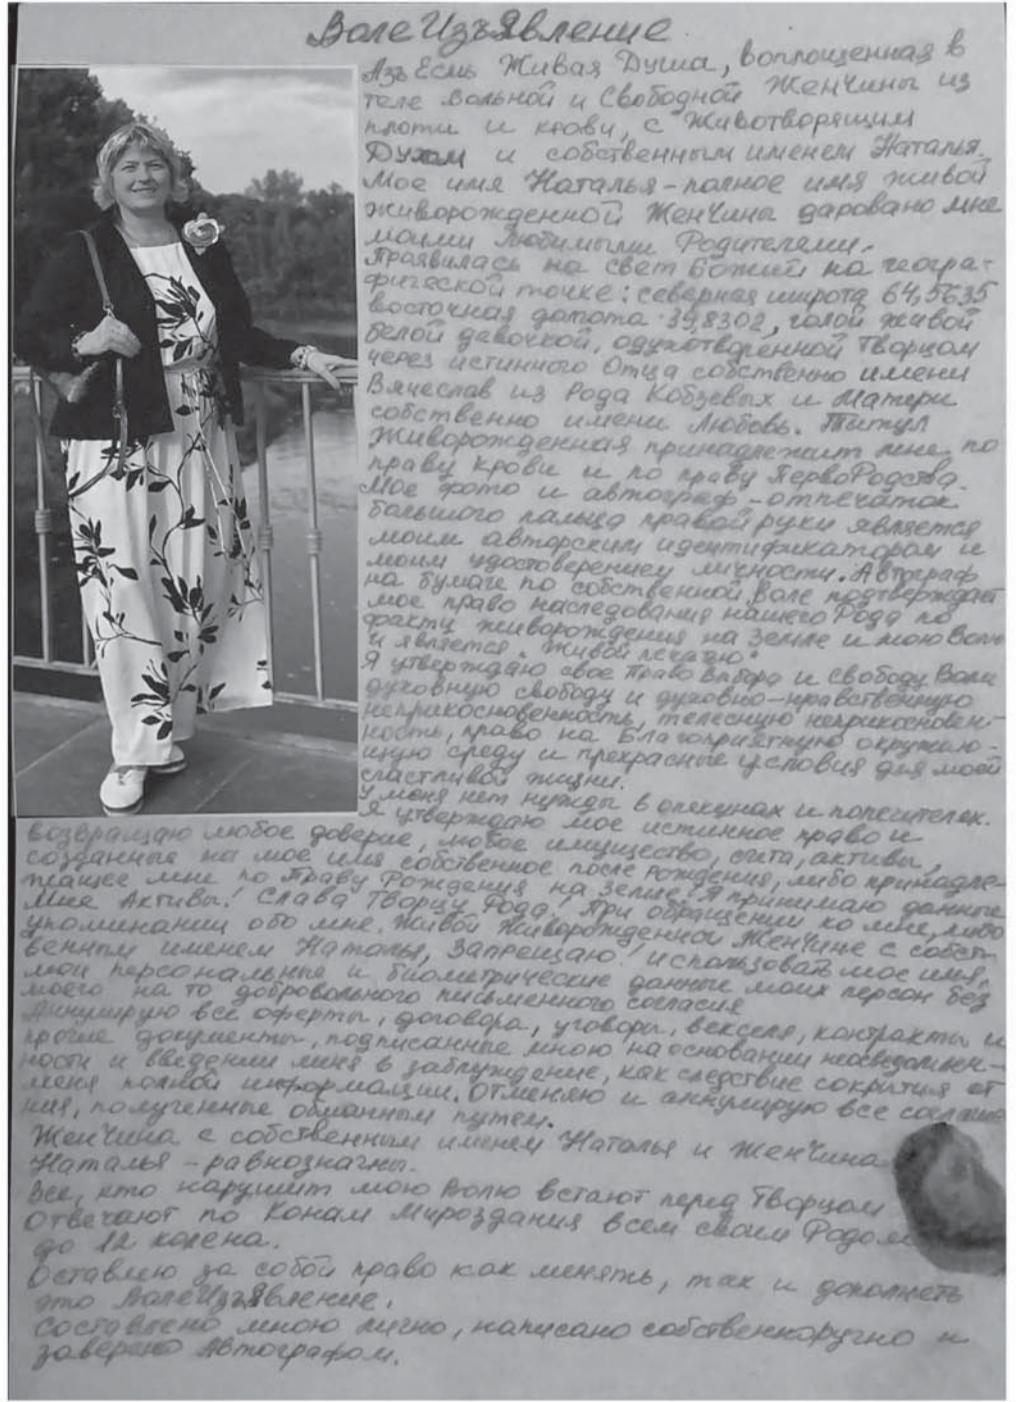 ВолеИзъЯвление
Азъ Есмь Живая Душа, воплощенная в
теле вольной и Свободной ЖенЧины из
плоти и крови, с Животворящим
Духом и собственным именем Наталья.
Мое имя Наталья - полное имя живой
живорожденной ЖенЧины даровано мне
моими Любимыми Родителями.
Проявилась на свет Божий на геогра-
фической точке: северная широта 64,5635
восточная долгота 39,8302, голой живой
белой девочкой, одухотворённой Творцом
через истинного Отца собственно имени
Вячеслав из Рода Кобзевых и Матери
собственно имени Любовь. Титул
Живорожденная принадлежит мне по
праву крови и по праву ПервоРодства.
Мое фото и автограф - отпечаток
большого пальца правой руки является
моим авторским идентификатором и
моим удостоверением личности. Автограф
на бумаге по собственной Воле подтверждает
мое право наследования нашего Рода по
факту живорождения на Земле и мою Волю
и является "Живой печатью".
Я утверждаю свое Право Выбора и Свободу Воли
духовную свободу и духовно-нравственную
неприкосновенность, телесную неприкосновен-
ность, право на Благоприятную окружаю-
щую среду и прекрасные условия для моей
счастливой жизни.
У меня нет нужды в опекунах и попечителях.
Я утверждаю мое истинное право и
возвращаю любое доверие, любое имущество, счета, активы,
созданные на мое имя собственное после рождения, либо принадле-
жащее мне по Праву Рождения на Земле! Я принимаю данные
Мне Активы! Слава Творцу Рода! При обращении ко мне, либо
упоминании обо мне, Живой Живорожденной ЖенЧине с собст-
венным именем Наталья, Запрещаю! использовать мое имя,
мои персональные и биометрические данные моих персон без
моего на то добровольного письменного согласия
Аннулирую все оферты, договора, уговоры, векселя, контракты и
прочие документы, подписанные мною на основании неосведомлен-
ности и введении меня в заблуждение, как следствие сокрытия от
меня полной информации. Отменяю и аннулирую все соглаше
ния, полученные обманным путем.
ЖенЧина с собственным именем Наталья и ЖенЧина
Наталья - равнозначны.
Все, кто нарушит мою Волю встают перед Творцом
Отвечают по Конам Мироздания всем своим Родом
до 12 колена.
Оставляю за собой право как менять, так и дополнять
это ВолеИзъЯвление.
Составлено мною лично, написано собственноручно и
заверено Автографом.